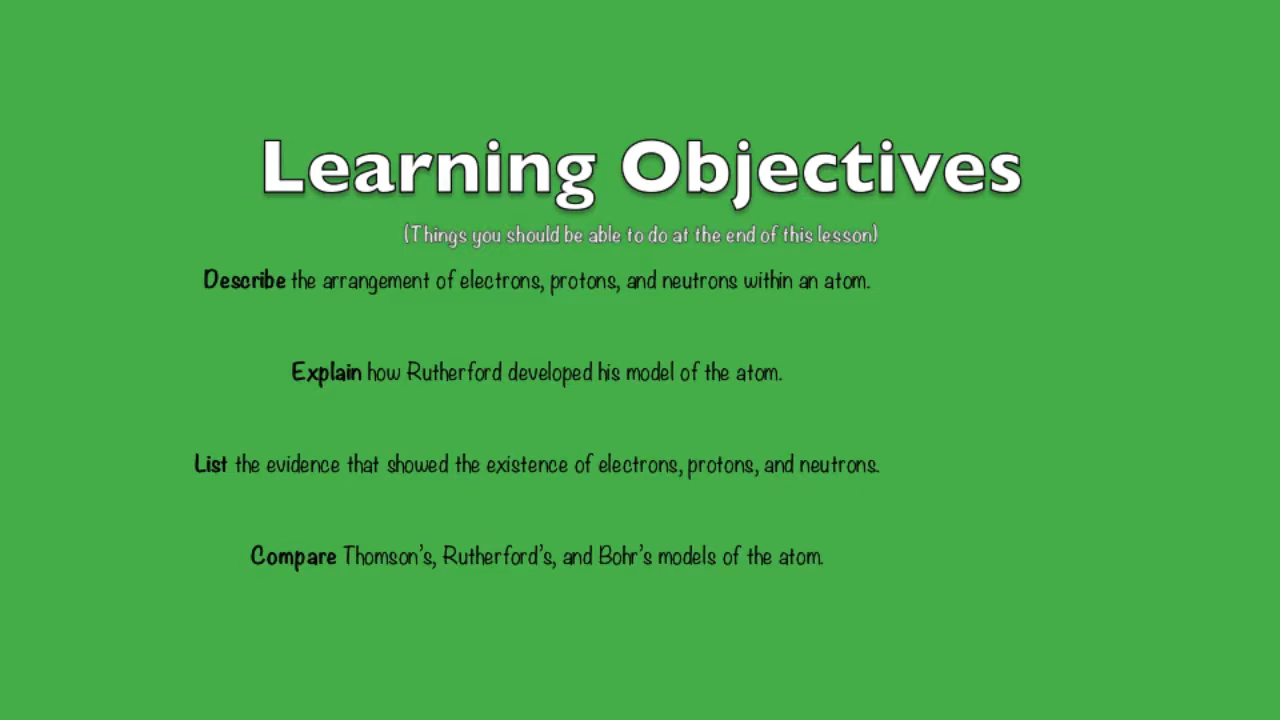 Learning Objectives
(Things you should be able to do at the end of this lesson)
Describe the arrangement of electrons, protons, and neutrons within an atom.
Explain how Rutherford developed his model of the atom.
List the evidence that showed the existence of electrons, protons, and neutrons.
Compare Thomson's, Rutherford's, and Bohr's models of the atom.